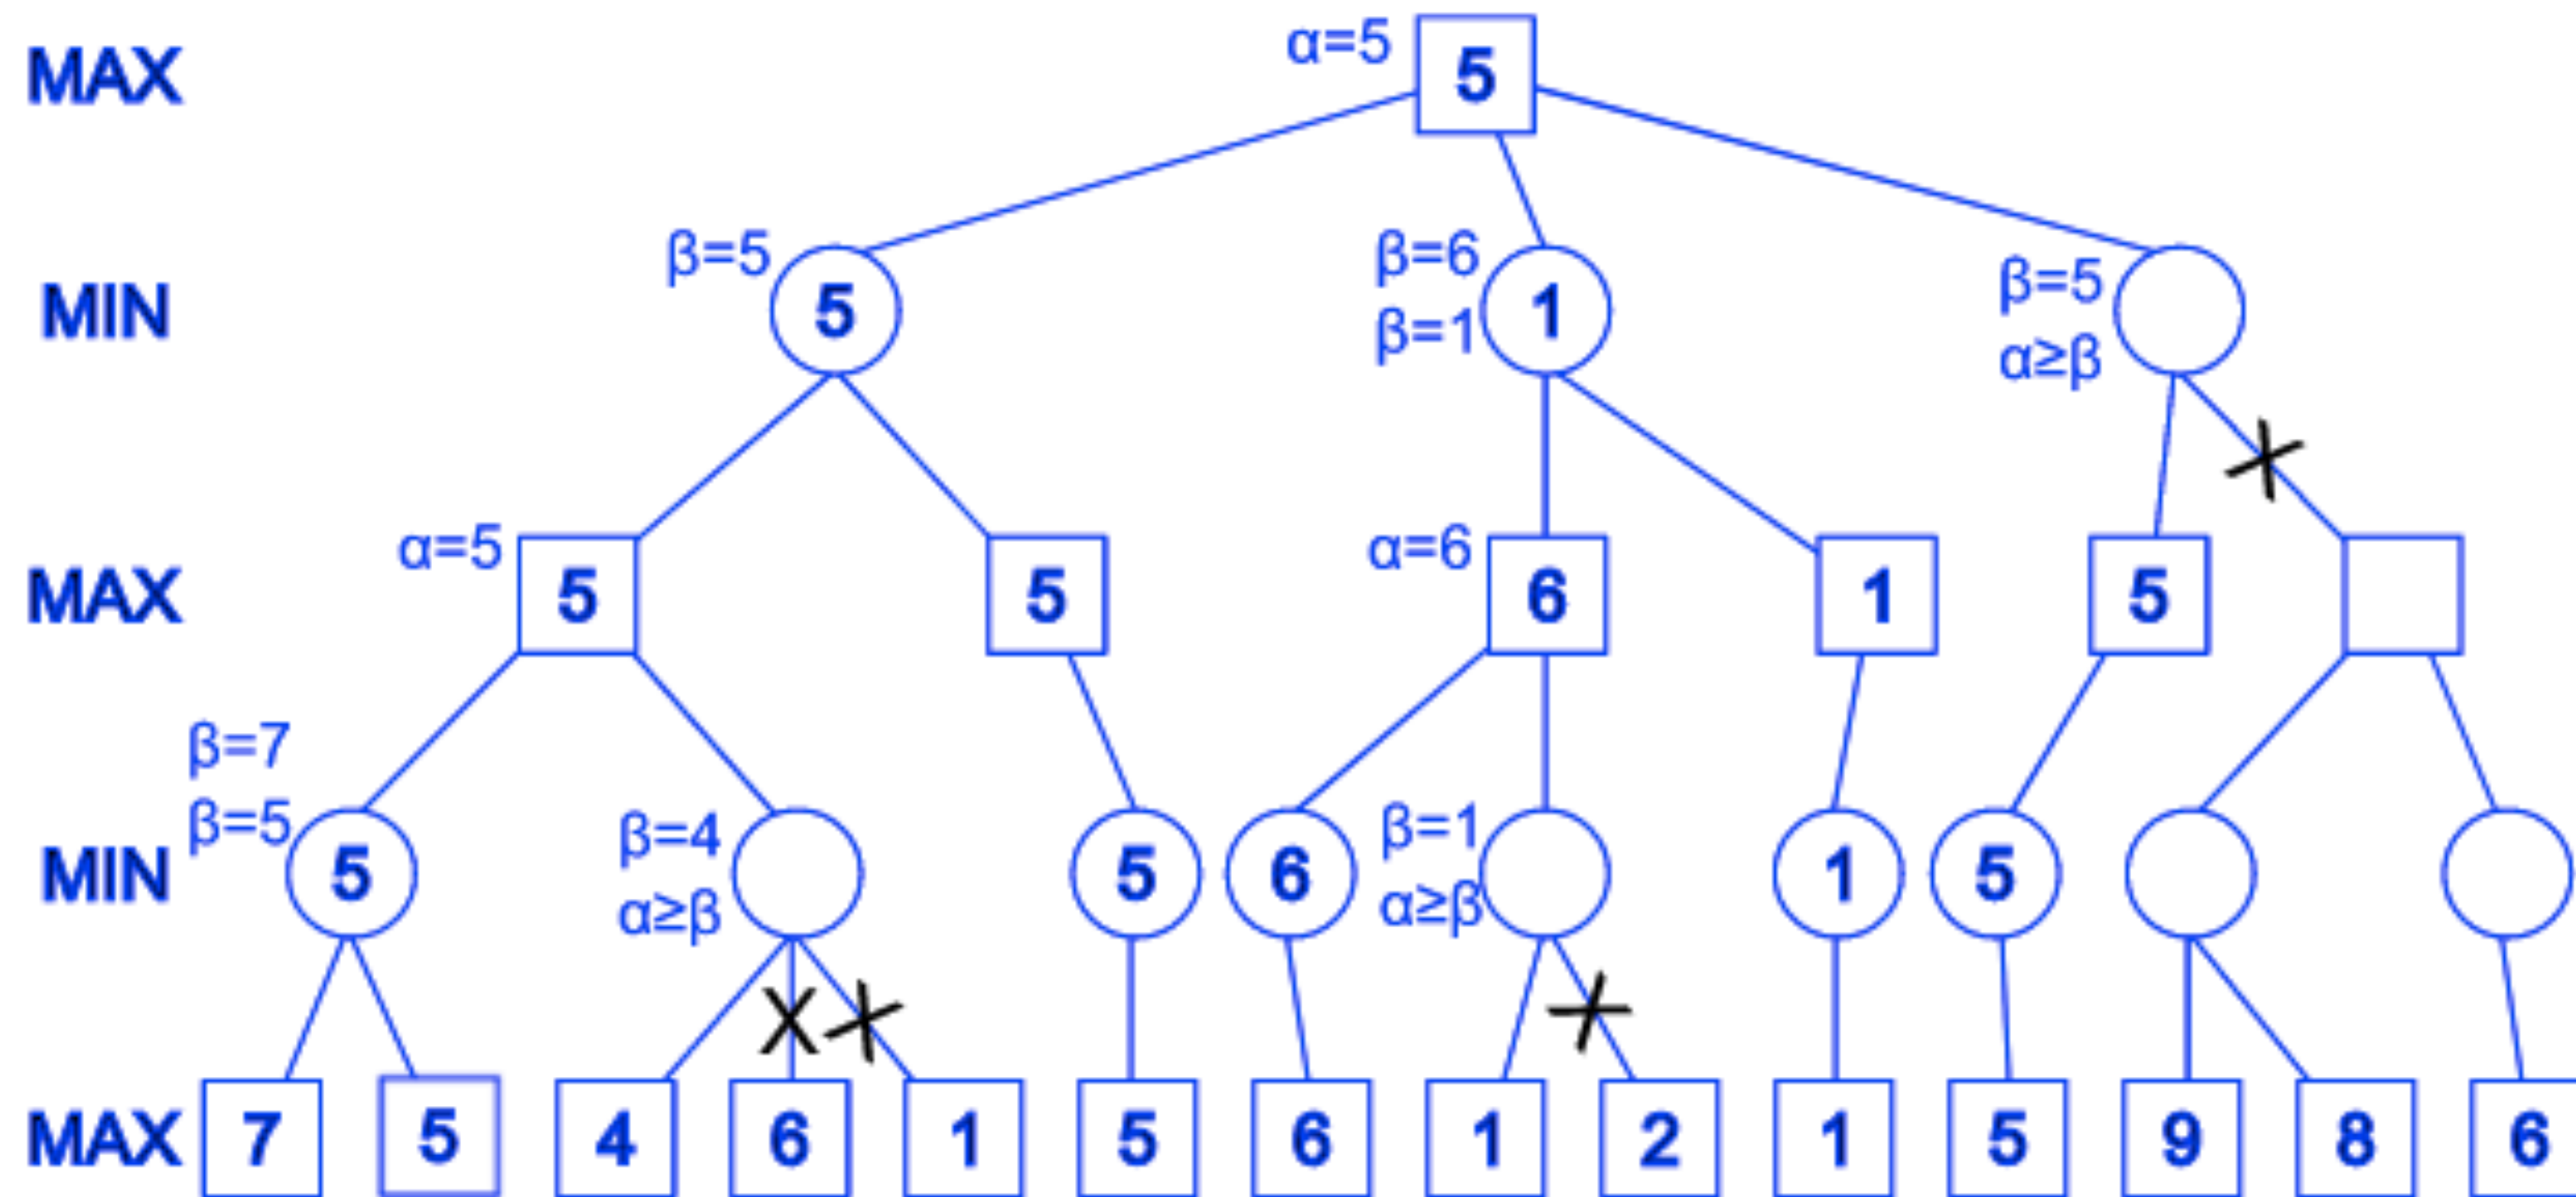 MAX α=5 5
MIN β=5 5 β=6 β=1 1 β=5 α≥β
X
MAX α=5 5 5 α=6 6 1 5
MIN β=7 β=5 5 β=4 α≥β 5 6 β=1 α≥β 1 5
X X X
MAX 7 5 4 6 1 5 6 1 2 1 5 9 8 6